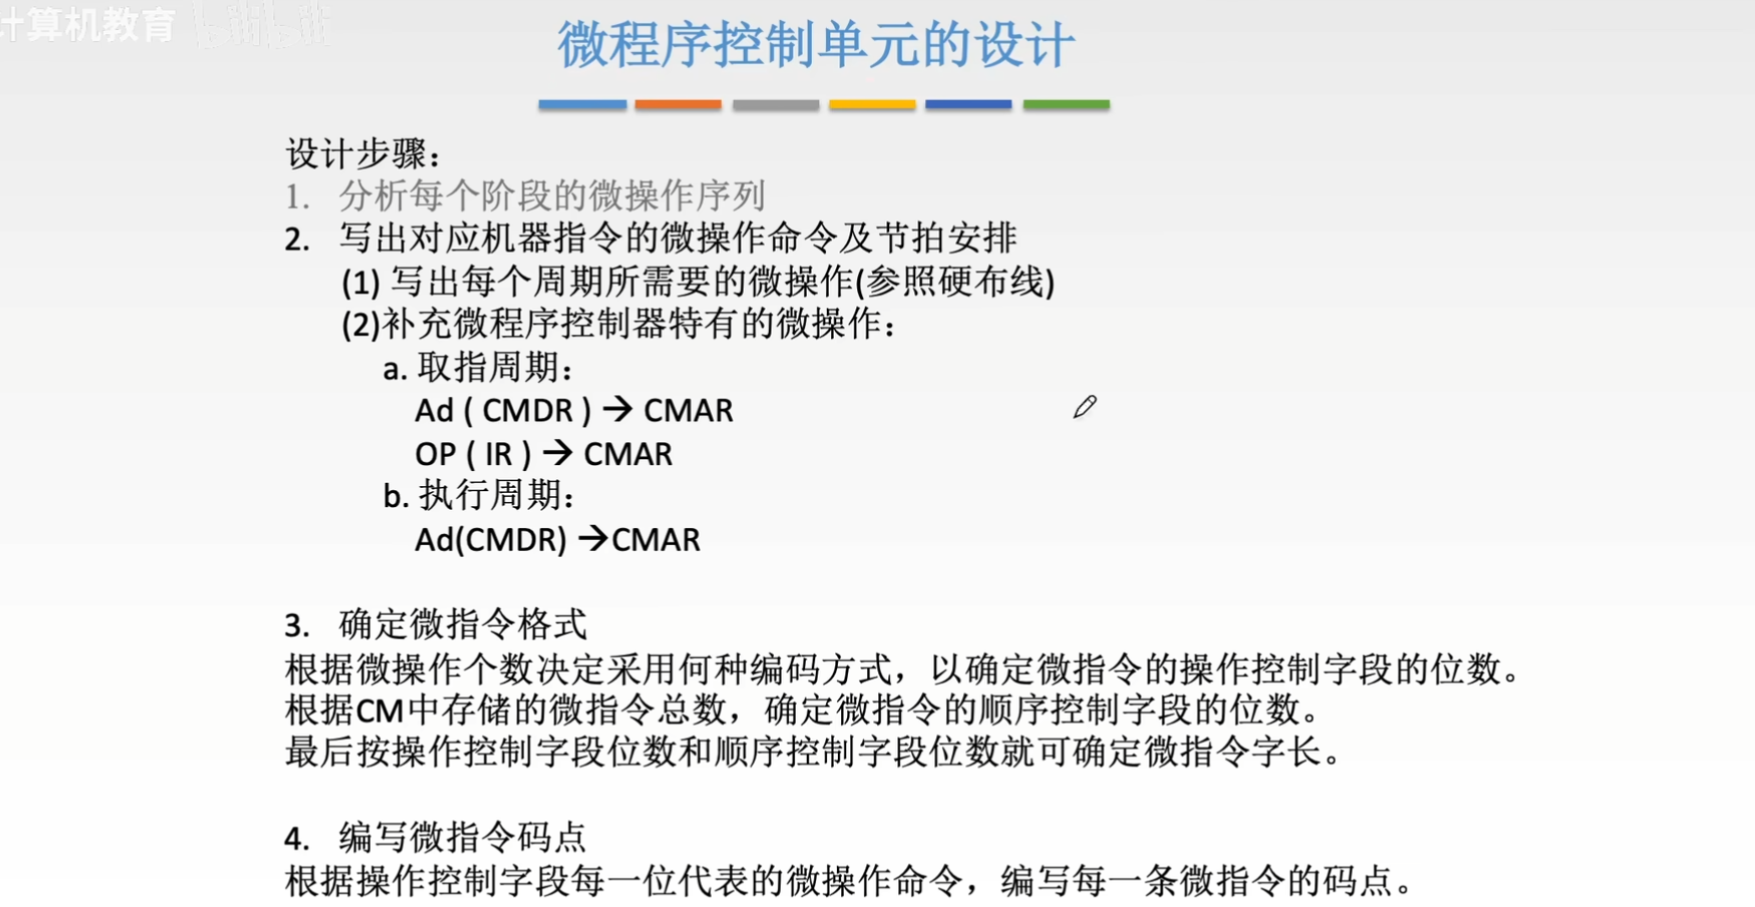 计算机教育 bilibili
微程序控制单元的设计
设计步骤：
1. 分析每个阶段的微操作序列
2. 写出对应机器指令的微操作命令及节拍安排
(1) 写出每个周期所需要的微操作(参照硬布线)
(2)补充微程序控制器特有的微操作：
a. 取指周期：
Ad ( CMDR ) → CMAR
OP ( IR ) → CMAR
b. 执行周期：
Ad(CMDR) →CMAR
3. 确定微指令格式
根据微操作个数决定采用何种编码方式，以确定微指令的操作控制字段的位数。
根据CM中存储的微指令总数，确定微指令的顺序控制字段的位数。
最后按操作控制字段位数和顺序控制字段位数就可确定微指令字长。
4. 编写微指令码点
根据操作控制字段每一位代表的微操作命令，编写每一条微指令的码点。